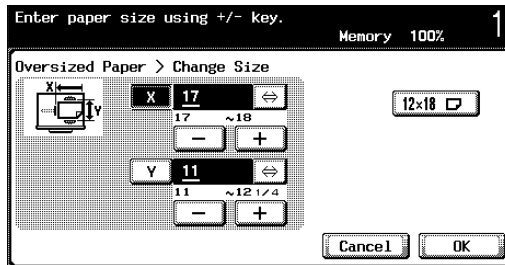 Enter paper size using +/- key.
Memory 100% 1
Oversized Paper > Change Size
X
Y
X 17 ⇔
17 ~18
− +
12×18
Y 11 ⇔
11 ~12 1/4
− +
Cancel OK